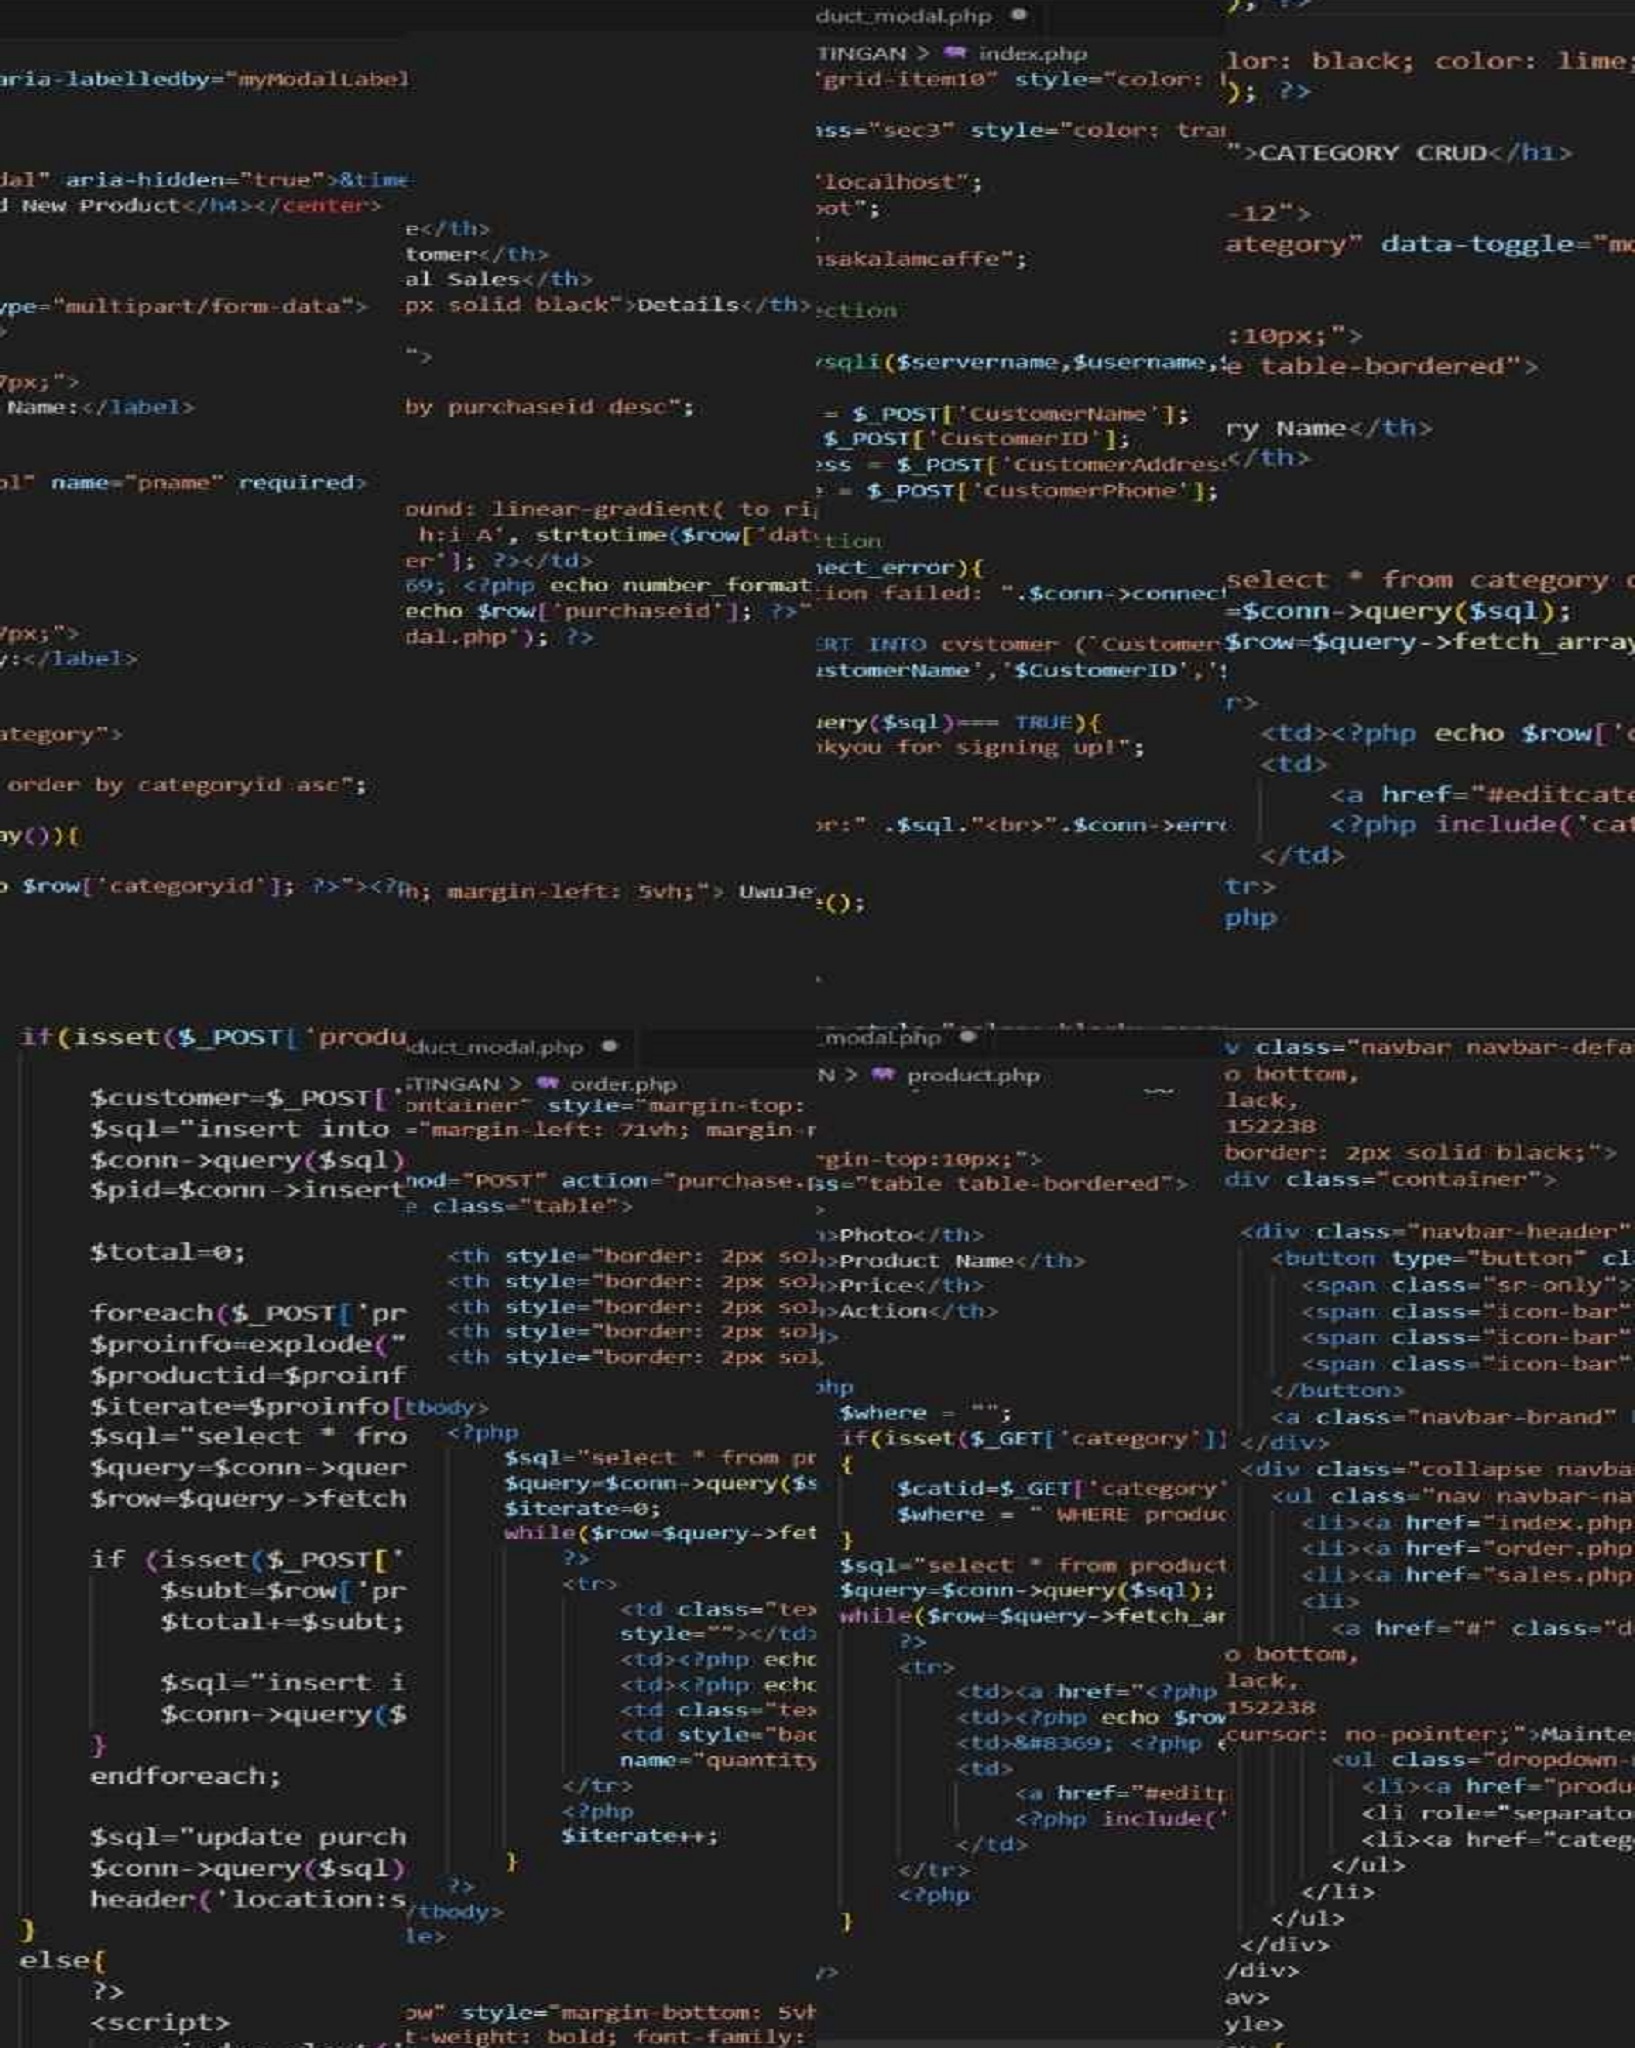 aria-labelledby="myModalLabel
dal" aria-hidden="true">&time
d New Product</h4></center>
ype="multipart/form-data">
>
7px;">
Name:</label>
ol" name="pname" required>
7px;">
y:</label>
ategory">
order by categoryid asc";
ay()){
o $row['categoryid']; ?>"><?p
e</th>
tomer</th>
al Sales</th>
px solid black">Details</th>
">
by purchaseid desc";
ound: linear-gradient( to ri
h:i A', strtotime($row['dat
er']; ?></td>
69; <?php echo number_format
echo $row['purchaseid']; ?>"
dal.php'); ?>
h; margin-left: 5vh;"> UwuJe
duct_modal.php ●
TINGAN > index.php
"grid-item10" style="color:
ass="sec3" style="color: tra
"localhost";
oot";
nsakalamcaffe";
ection
ysqli($servername,$username,
= $_POST['CustomerName'];
$_POST['CustomerID'];
ess = $_POST['CustomerAddres
= $_POST['CustomerPhone'];
ction
nect_error){
ion failed: ".$conn->connect
ERT INTO cvstomer (`Customer
ustomerName','$CustomerID','
uery($sql)=== TRUE){
nkyou for signing up!";
or:" .$sql."<br>".$conn->erro
e();
); ?>
lor: black; color: lime;
); ?>
">CATEGORY CRUD</h1>
-12">
ategory" data-toggle="mo
:10px;">
e table-bordered">
ry Name</th>
</th>
select * from category o
=$conn->query($sql);
$row=$query->fetch_array
r>
<td><?php echo $row['c
<td>
<a href="#editcate
<?php include('cat
</td>
tr>
php
if(isset($_POST['produ
$customer=$_POST['
$sql="insert into
$conn->query($sql)
$pid=$conn->insert
$total=0;
foreach($_POST['pr
$proinfo=explode("
$productid=$proinf
$iterate=$proinfo[
$sql="select * fro
$query=$conn->quer
$row=$query->fetch
if (isset($_POST['
$subt=$row['pr
$total+=$subt;
$sql="insert i
$conn->query($
}
endforeach;
$sql="update purch
$conn->query($sql)
header('location:s
}
else{
?>
<script>
duct_modal.php ●
TINGAN > order.php
ontainer" style="margin-top:
="margin-left: 71vh; margin-r
hod="POST" action="purchase.p
e class="table">
<th style="border: 2px sol
<th style="border: 2px sol
<th style="border: 2px sol
<th style="border: 2px sol
<th style="border: 2px sol
tbody>
<?php
$sql="select * from pr
$query=$conn->query($s
$iterate=0;
while($row=$query->fet
?>
<tr>
<td class="tex
style=""></td>
<td><?php echo
<td><?php echo
<td class="tex
<td style="bac
name="quantity
</tr>
<?php
$iterate++;
}
?>
/tbody>
le>
ow" style="margin-bottom: 5vh
t-weight: bold; font-family:
_modal.php ●
N > product.php
gin-top:10px;">
ss="table table-bordered">
>
h>Photo</th>
h>Product Name</th>
h>Price</th>
h>Action</th>
php
$where = "";
if(isset($_GET['category']
{
$catid=$_GET['category'
$where = " WHERE produc
}
$sql="select * from product
$query=$conn->query($sql);
while($row=$query->fetch_ar
?>
<tr>
<td><a href="<?php
<td><?php echo $row
<td>&#8369; <?php e
<td>
<a href="#editp
<?php include('
</td>
</tr>
<?php
}
/>
v class="navbar navbar-defa
o bottom,
lack,
152238
border: 2px solid black;">
div class="container">
<div class="navbar-header"
<button type="button" cl
<span class="sr-only">
<span class="icon-bar"
<span class="icon-bar"
<span class="icon-bar"
</button>
<a class="navbar-brand"
</div>
<div class="collapse navba
<ul class="nav navbar-na
<li><a href="index.php
<li><a href="order.php
<li><a href="sales.php
<li>
<a href="#" class="d
o bottom,
lack,
152238
cursor: no-pointer;">Mainte
<ul class="dropdown-
<li><a href="produ
<li role="separato
<li><a href="categ
</ul>
</li>
</ul>
</div>
/div>
av>
yle>